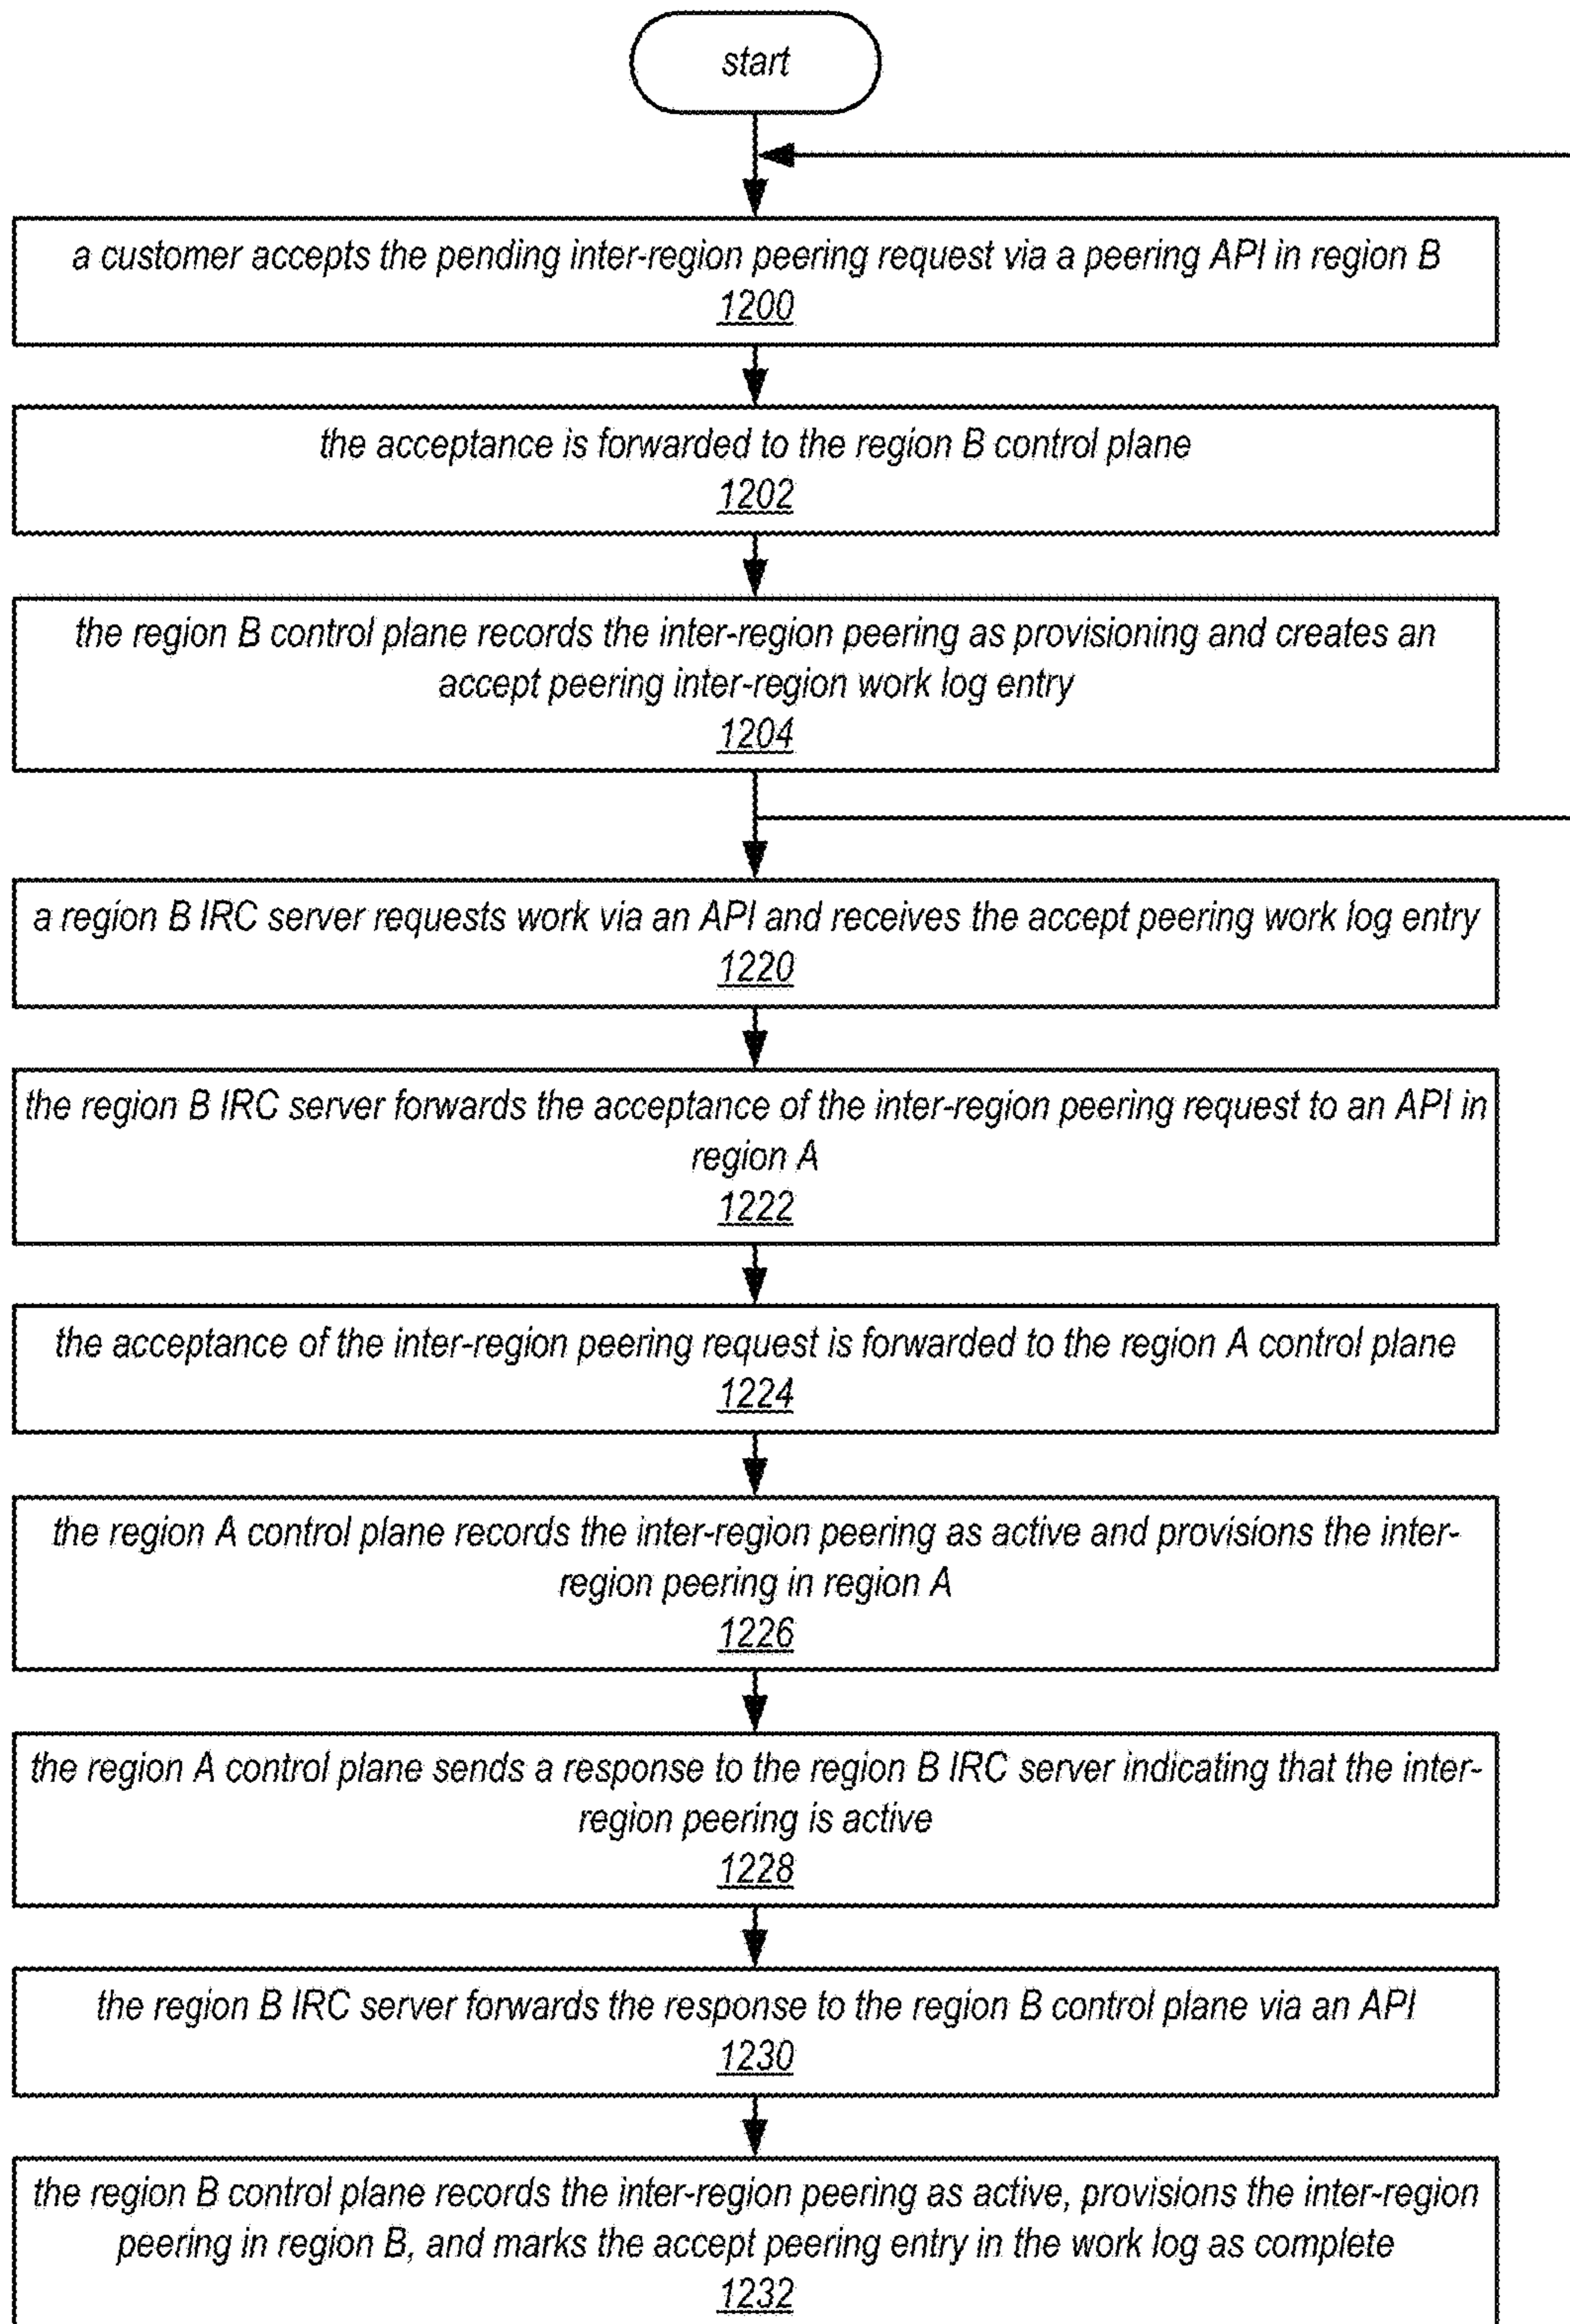 start
a customer accepts the pending inter-region peering request via a peering API in region B
1200
the acceptance is forwarded to the region B control plane
1202
the region B control plane records the inter-region peering as provisioning and creates an
accept peering inter-region work log entry
1204
a region B IRC server requests work via an API and receives the accept peering work log entry
1220
the region B IRC server forwards the acceptance of the inter-region peering request to an API in
region A
1222
the acceptance of the inter-region peering request is forwarded to the region A control plane
1224
the region A control plane records the inter-region peering as active and provisions the inter-
region peering in region A
1226
the region A control plane sends a response to the region B IRC server indicating that the inter-
region peering is active
1228
the region B IRC server forwards the response to the region B control plane via an API
1230
the region B control plane records the inter-region peering as active, provisions the inter-region
peering in region B, and marks the accept peering entry in the work log as complete
1232